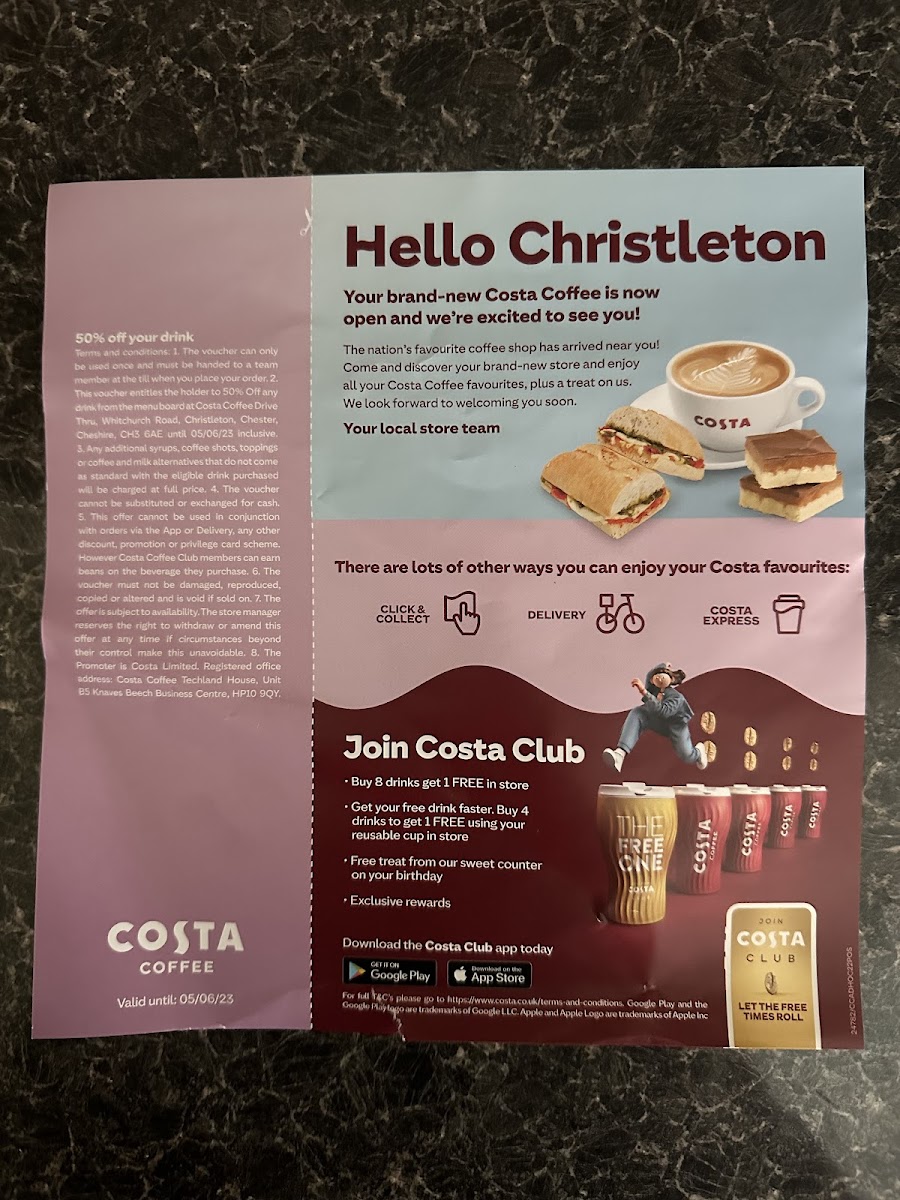 50% off your drink
Terms and conditions: 1. The voucher can only
be used once and must be handed to a team
member at the till when you place your order. 2.
This voucher entitles the holder to 50% Off any
drink from the menu board at Costa Coffee Drive
Thru, Whitchurch Road, Christleton, Chester,
Cheshire, CH3 6AE until 05/06/23 inclusive.
3. Any additional syrups, coffee shots, toppings
or coffee and milk alternatives that do not come
as standard with the eligible drink purchased
will be charged at full price. 4. The voucher
cannot be substituted or exchanged for cash.
5. This offer cannot be used in conjunction
with orders via the App or Delivery, any other
discount, promotion or privilege card scheme.
However Costa Coffee Club members can earn
beans on the beverage they purchase. 6. The
voucher must not be damaged, reproduced,
copied or altered and is void if sold on. 7. The
offer is subject to availability. The store manager
reserves the right to withdraw or amend this
offer at any time if circumstances beyond
their control make this unavoidable. 8. The
Promoter is Costa Limited. Registered office
address: Costa Coffee Techland House, Unit
B5 Knaves Beech Business Centre, HP10 9QY.
COSTA
COFFEE
Valid until: 05/06/23
Hello Christleton
Your brand-new Costa Coffee is now
open and we're excited to see you!
The nation's favourite coffee shop has arrived near you!
Come and discover your brand-new store and enjoy
all your Costa Coffee favourites, plus a treat on us.
We look forward to welcoming you soon.
Your local store team
COSTA
There are lots of other ways you can enjoy your Costa favourites:
CLICK &
COLLECT
DELIVERY
COSTA
EXPRESS
Join Costa Club
• Buy 8 drinks get 1 FREE in store
• Get your free drink faster. Buy 4
drinks to get 1 FREE using your
reusable cup in store
• Free treat from our sweet counter
on your birthday
• Exclusive rewards
THE
FREE
ONE
COSTA
COSTA
COFFEE
COSTA
COFFEE
COSTA
COSTA
Download the Costa Club app today
GET IT ON
Google Play
Download on the
App Store
For full T&C's please go to https://www.costa.co.uk/terms-and-conditions. Google Play and the
Google Play logo are trademarks of Google LLC. Apple and Apple Logo are trademarks of Apple Inc
JOIN
COSTA
CLUB
LET THE FREE
TIMES ROLL
24782/CCADHOC22POS